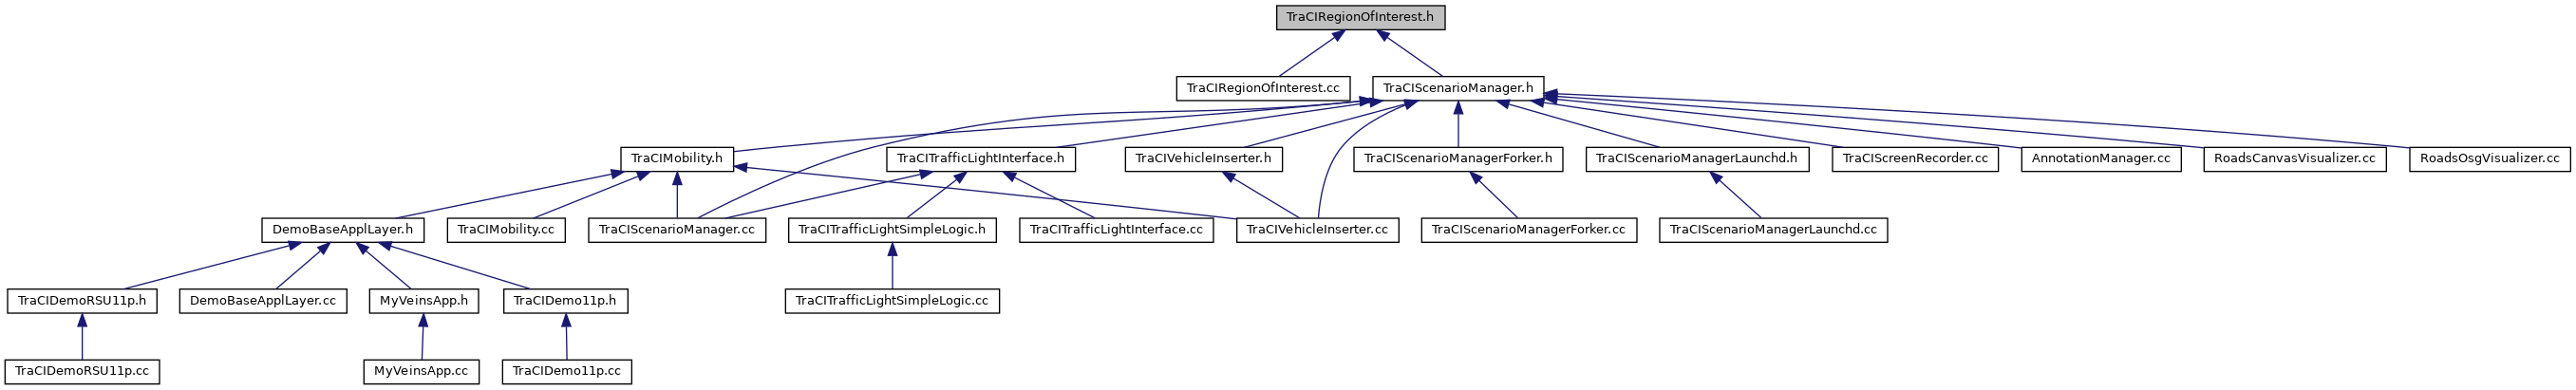 TraCIRegionOfInterest.h
TraCIRegionOfInterest.cc
TraCIScenarioManager.h
TraCIMobility.h
TraCITrafficLightInterface.h
TraCIVehicleInserter.h
TraCIScenarioManagerForker.h
TraCIScenarioManagerLaunchd.h
TraCIScreenRecorder.cc
AnnotationManager.cc
RoadsCanvasVisualizer.cc
RoadsOsgVisualizer.cc
DemoBaseApplLayer.h
TraCIMobility.cc
TraCIScenarioManager.cc
TraCITrafficLightSimpleLogic.h
TraCITrafficLightInterface.cc
TraCIVehicleInserter.cc
TraCIScenarioManagerForker.cc
TraCIScenarioManagerLaunchd.cc
TraCIDemoRSU11p.h
DemoBaseApplLayer.cc
MyVeinsApp.h
TraCIDemo11p.h
TraCITrafficLightSimpleLogic.cc
TraCIDemoRSU11p.cc
MyVeinsApp.cc
TraCIDemo11p.cc